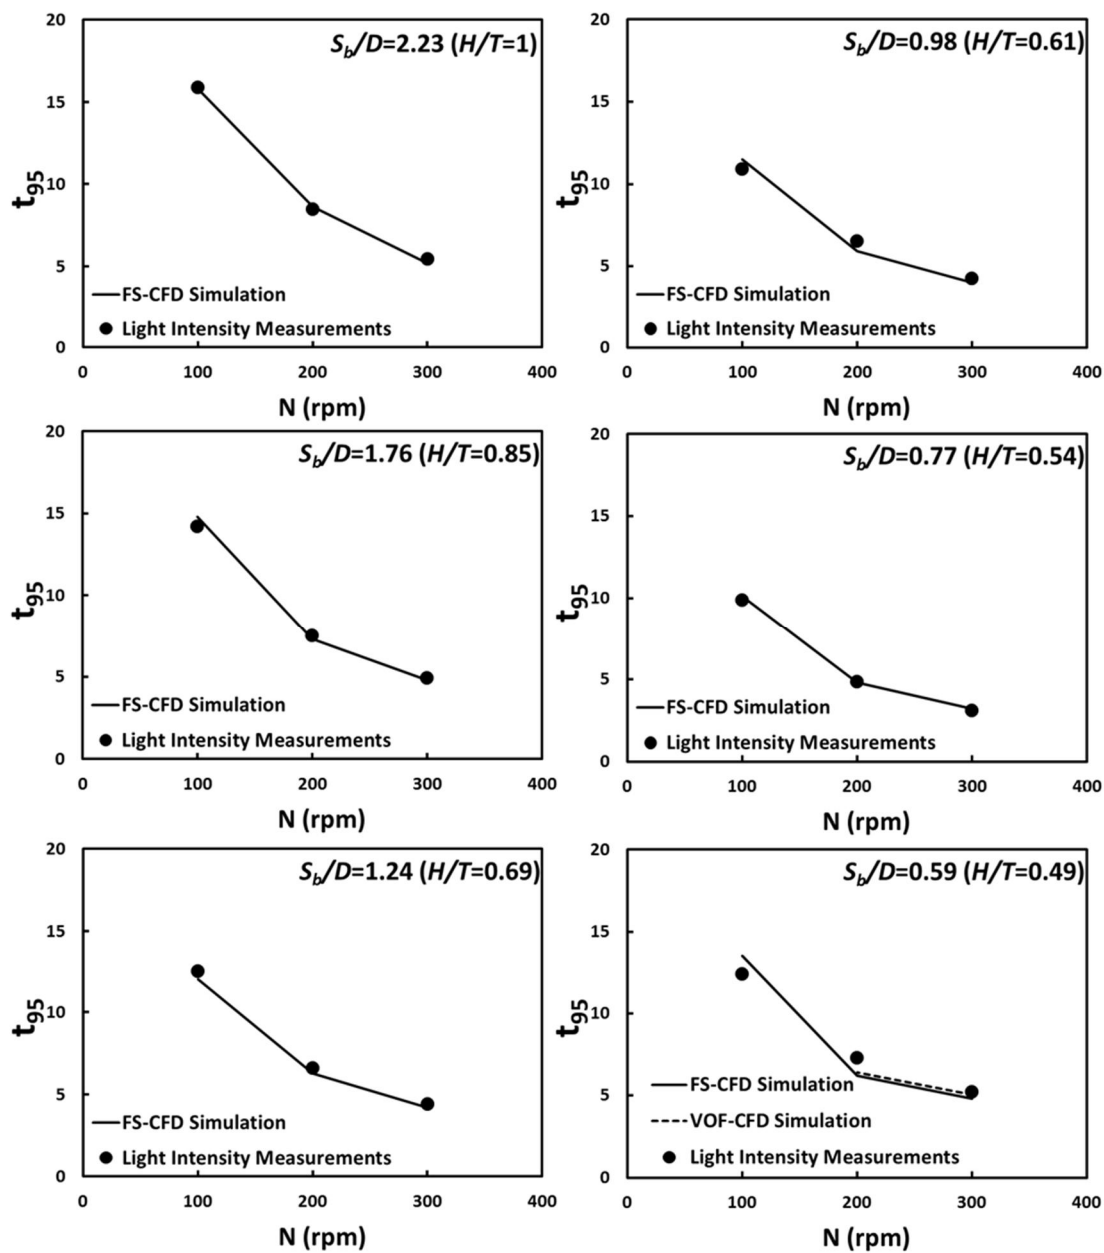 S_b/D=2.23 (H/T=1)
20
15
10
5
0
t95
FS-CFD Simulation
Light Intensity Measurements
0 100 200 300 400
N (rpm)
S_b/D=0.98 (H/T=0.61)
20
15
10
5
0
t95
FS-CFD Simulation
Light Intensity Measurements
0 100 200 300 400
N (rpm)
S_b/D=1.76 (H/T=0.85)
20
15
10
5
0
t95
FS-CFD Simulation
Light Intensity Measurements
0 100 200 300 400
N (rpm)
S_b/D=0.77 (H/T=0.54)
20
15
10
5
0
t95
FS-CFD Simulation
Light Intensity Measurements
0 100 200 300 400
N (rpm)
S_b/D=1.24 (H/T=0.69)
20
15
10
5
0
t95
FS-CFD Simulation
Light Intensity Measurements
0 100 200 300 400
N (rpm)
S_b/D=0.59 (H/T=0.49)
20
15
10
5
0
t95
FS-CFD Simulation
VOF-CFD Simulation
Light Intensity Measurements
0 100 200 300 400
N (rpm)